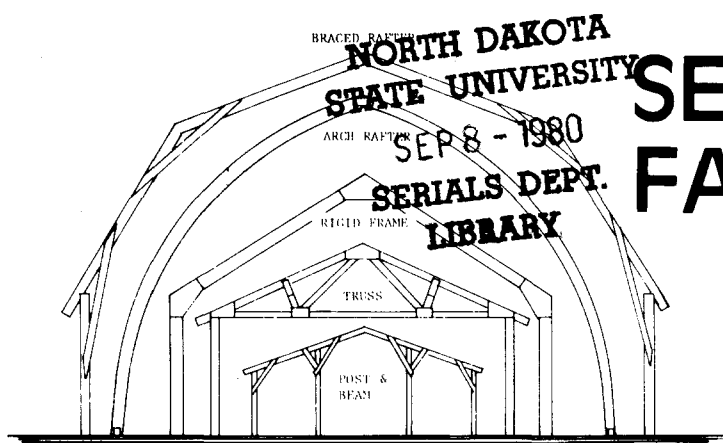 BRACED RAFTER
NORTH DAKOTA
STATE UNIVERSITY
SE
ARCH RAFTER
SEP 8 - 1980
FA
SERIALS DEPT.
RIGID FRAME
LIBRARY
TRUSS
POST &
BEAM